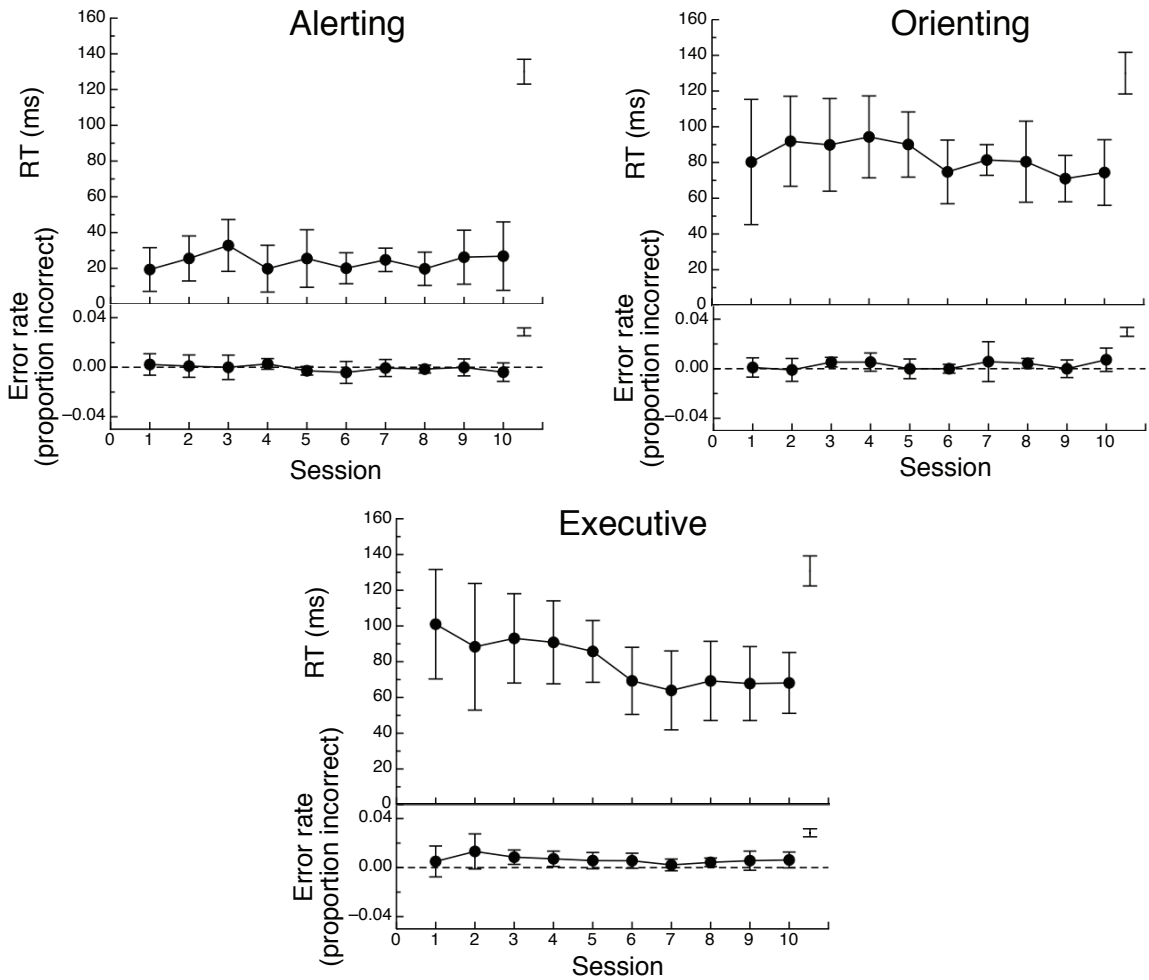 Alerting
RT (ms)
160
140
120
100
80
60
40
20
0
Error rate
(proportion incorrect)
0.04
0.00
−0.04
0 1 2 3 4 5 6 7 8 9 10
Session
Orienting
RT (ms)
160
140
120
100
80
60
40
20
0
Error rate
(proportion incorrect)
0.04
0.00
−0.04
0 1 2 3 4 5 6 7 8 9 10
Session
Executive
RT (ms)
160
140
120
100
80
60
40
20
0
Error rate
(proportion incorrect)
0.04
0.00
−0.04
0 1 2 3 4 5 6 7 8 9 10
Session